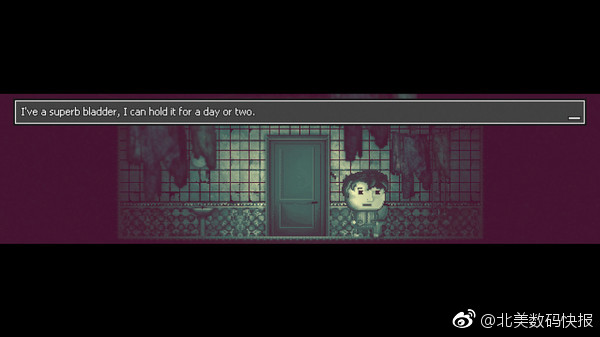 I've a superb bladder, I can hold it for a day or two.
@北美数码快报